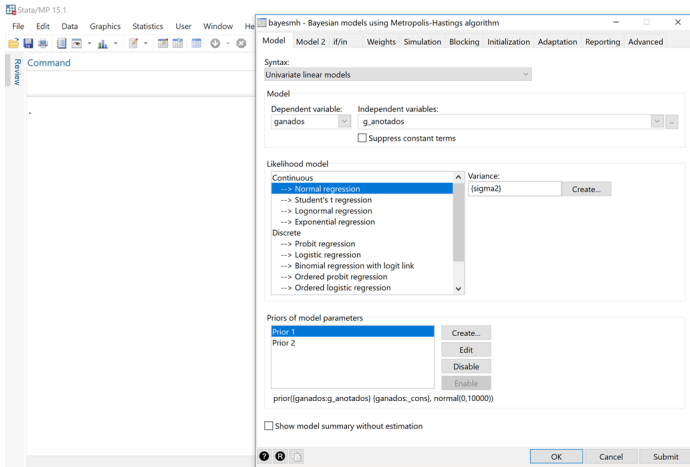 Stata/MP 15.1
File Edit Data Graphics Statistics User Window He
Review
Command
.
bayesmh - Bayesian models using Metropolis-Hastings algorithm
Model Model 2 if/in Weights Simulation Blocking Initialization Adaptation Reporting Advanced
Syntax:
Univariate linear models
Model
Dependent variable: Independent variables:
ganados g_anotados ...
Suppress constant terms
Likelihood model
Continuous
--> Normal regression
--> Student's t regression
--> Lognormal regression
--> Exponential regression
Discrete
--> Probit regression
--> Logistic regression
--> Binomial regression with logit link
--> Ordered probit regression
--> Ordered logistic regression
Variance:
{sigma2} Create...
Priors of model parameters
Prior 1
Prior 2
Create...
Edit
Disable
Enable
prior({ganados:g_anotados} {ganados:_cons}, normal(0,10000))
Show model summary without estimation
? R
OK Cancel Submit